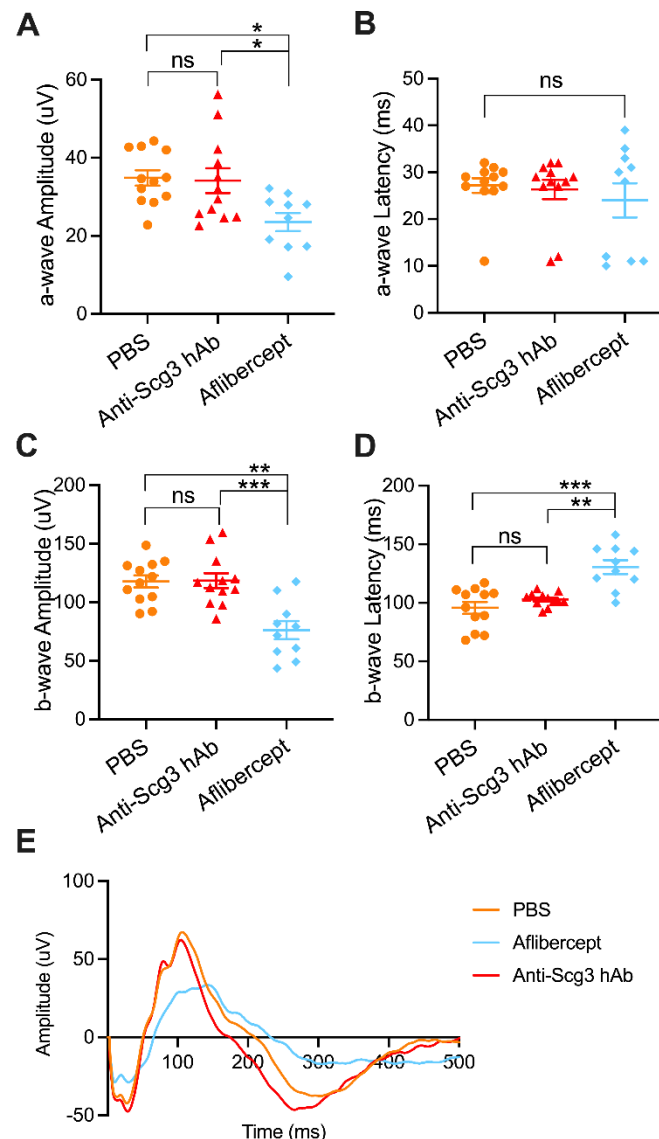 A
*
*
ns
60
40
20
0
a-wave Amplitude (uV)
PBS
Anti-Scg3 hAb
Aflibercept
B
ns
50
40
30
20
10
0
a-wave Latency (ms)
PBS
Anti-Scg3 hAb
Aflibercept
C
**
***
ns
200
150
100
50
0
b-wave Amplitude (uV)
PBS
Anti-Scg3 hAb
Aflibercept
D
***
**
ns
200
150
100
50
0
b-wave Latency (ms)
PBS
Anti-Scg3 hAb
Aflibercept
E
100
50
0
-50
Amplitude (uV)
100 200 300 400 500
Time (ms)
PBS
Aflibercept
Anti-Scg3 hAb